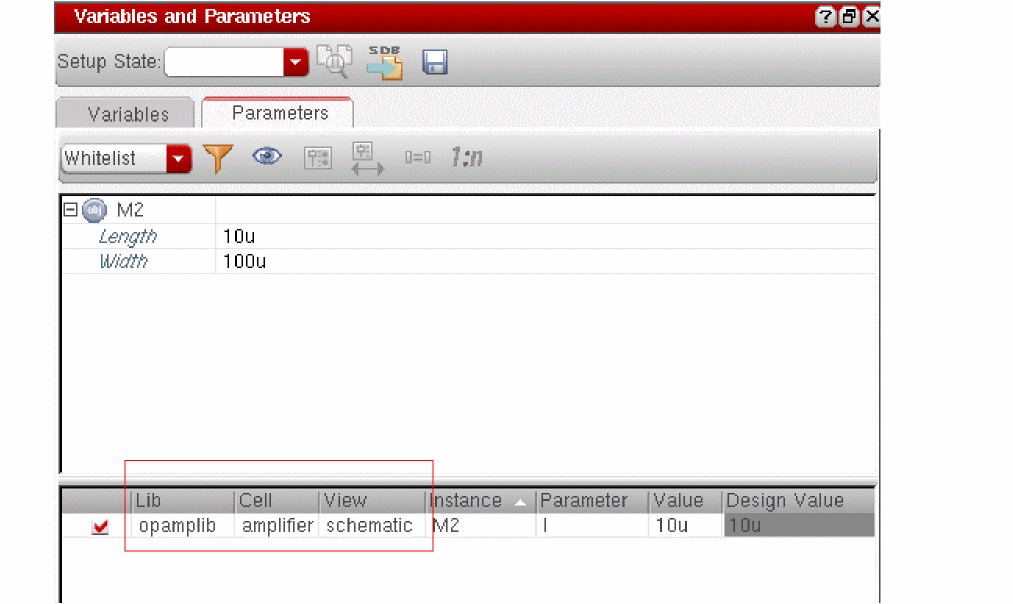 Variables and Parameters
Setup State:
SDB
Variables Parameters
Whitelist 1:n
obj M2
Length 10u
Width 100u
Lib Cell View Instance Parameter Value Design Value
opamplib amplifier schematic M2 l 10u 10u